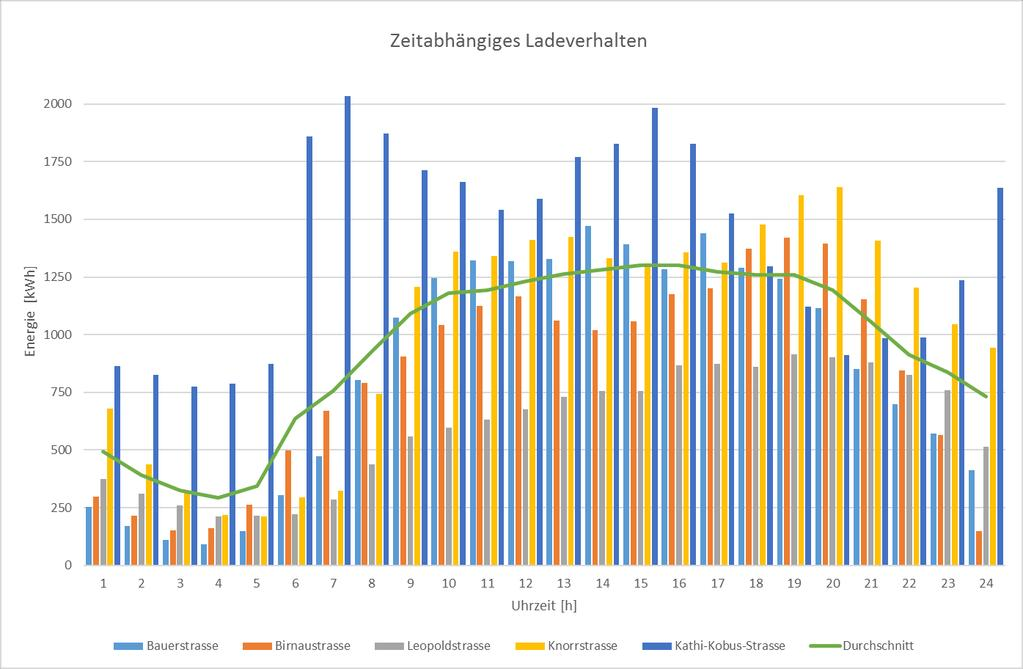 Zeitabhängiges Ladeverhalten
2000
1750
1500
1250
1000
750
500
250
0
Energie [kWh]
1 2 3 4 5 6 7 8 9 10 11 12 13 14 15 16 17 18 19 20 21 22 23 24
Uhrzeit [h]
Bauerstrasse Birnaustrasse Leopoldstrasse Knorrstrasse Kathi-Kobus-Strasse Durchschnitt